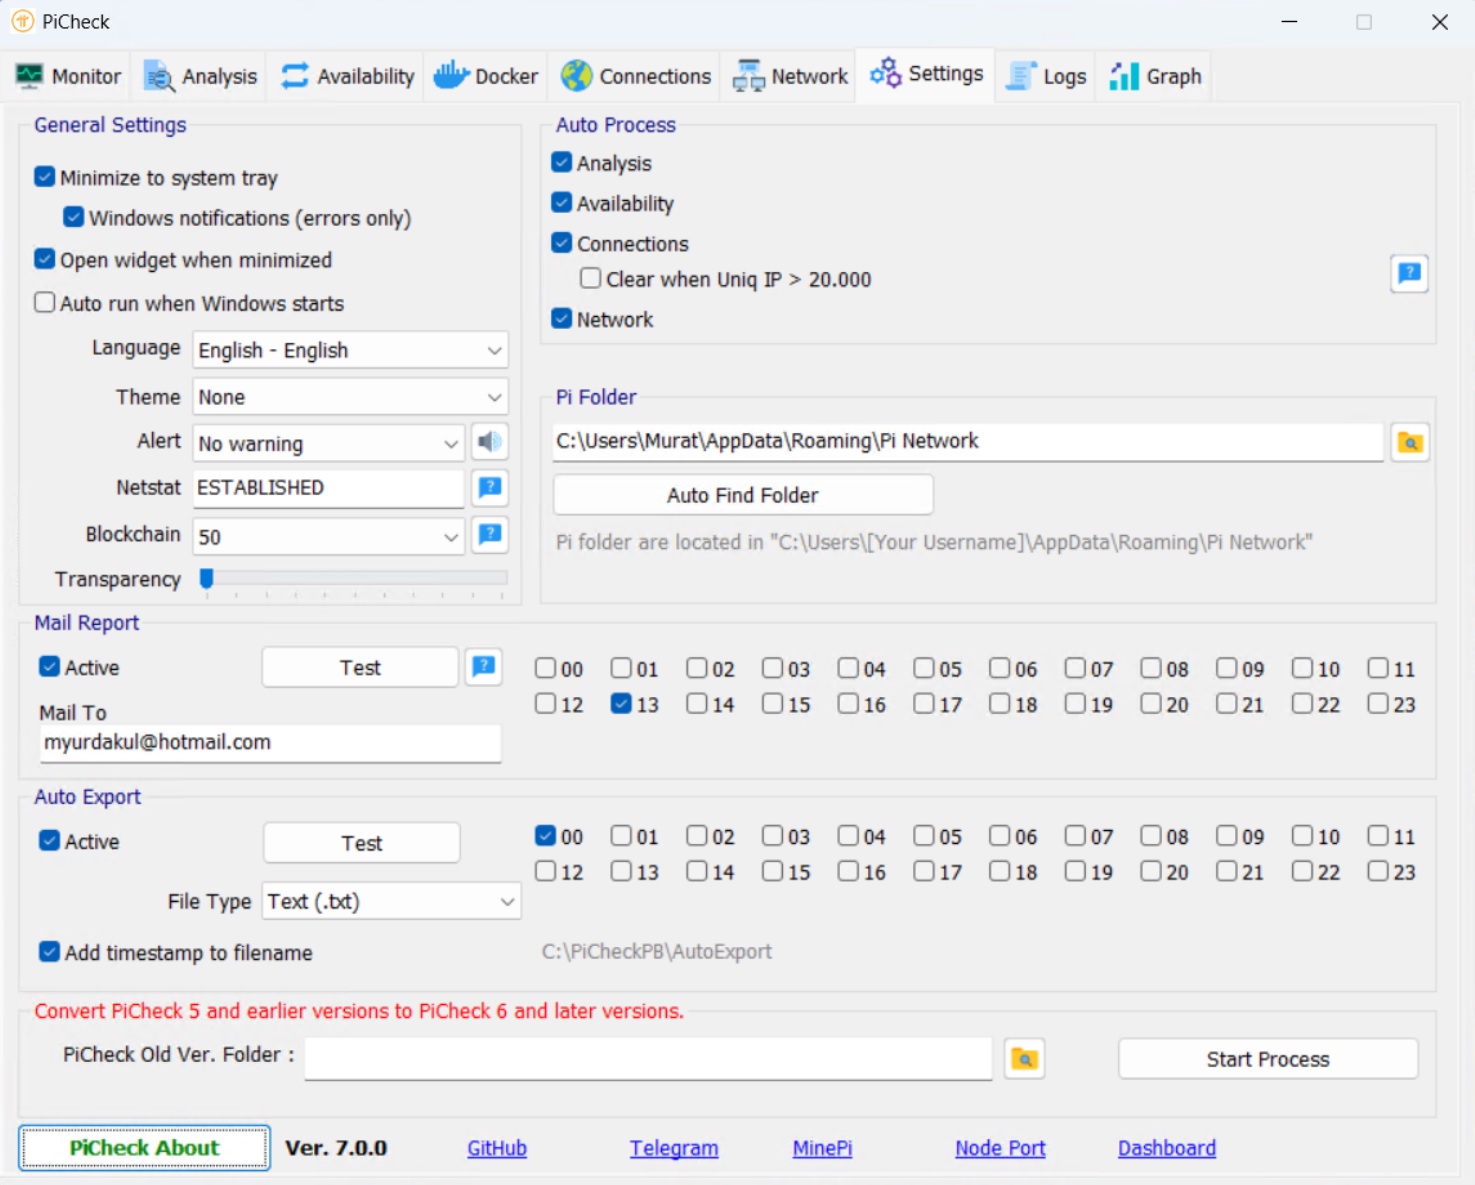 PiCheck
Monitor Analysis Availability Docker Connections Network Settings Logs Graph
General Settings
Minimize to system tray
Windows notifications (errors only)
Open widget when minimized
Auto run when Windows starts
Language English - English
Theme None
Alert No warning
Netstat ESTABLISHED
Blockchain 50
Transparency
Auto Process
Analysis
Availability
Connections
Clear when Uniq IP > 20.000
Network
Pi Folder
C:\Users\Murat\AppData\Roaming\Pi Network
Auto Find Folder
Pi folder are located in "C:\Users\[Your Username]\AppData\Roaming\Pi Network"
Mail Report
Active Test
Mail To
myurdakul@hotmail.com
00 01 02 03 04 05 06 07 08 09 10 11
12 13 14 15 16 17 18 19 20 21 22 23
Auto Export
Active Test
File Type Text (.txt)
Add timestamp to filename
00 01 02 03 04 05 06 07 08 09 10 11
12 13 14 15 16 17 18 19 20 21 22 23
C:\PiCheckPB\AutoExport
Convert PiCheck 5 and earlier versions to PiCheck 6 and later versions.
PiCheck Old Ver. Folder : Start Process
PiCheck About Ver. 7.0.0 GitHub Telegram MinePi Node Port Dashboard